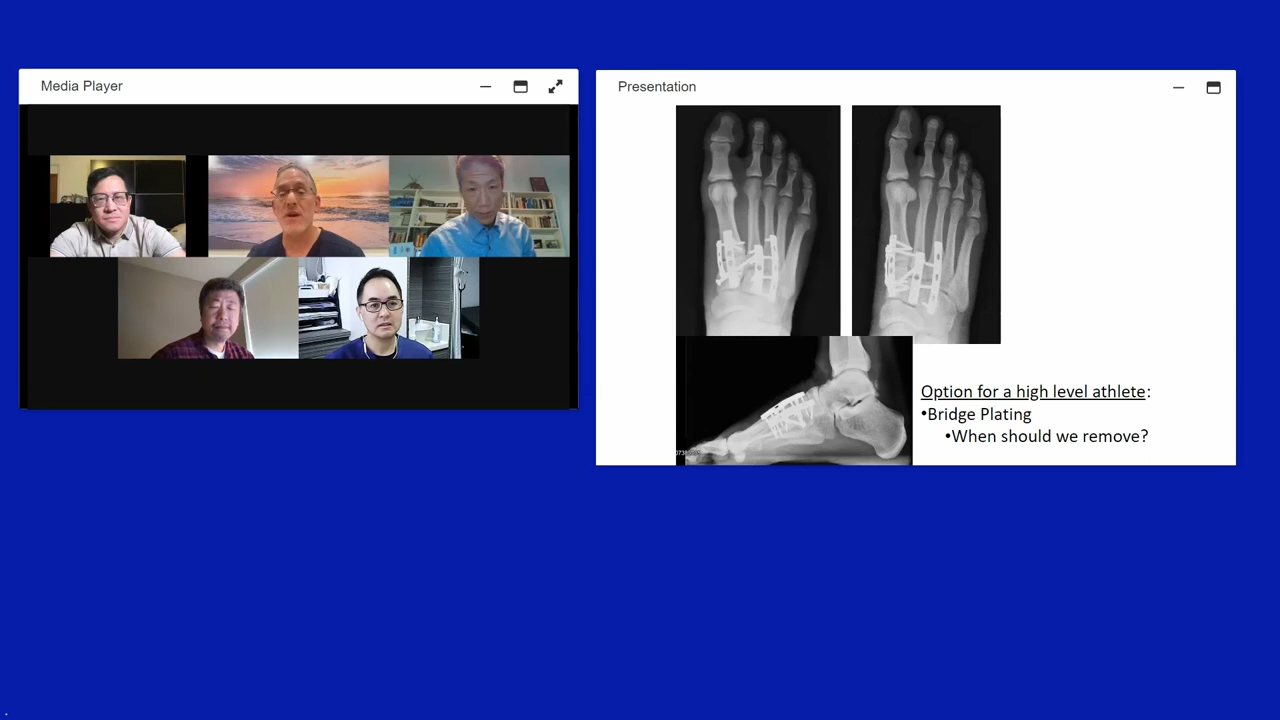 Media Player
Presentation
Option for a high level athlete:
•Bridge Plating
•When should we remove?